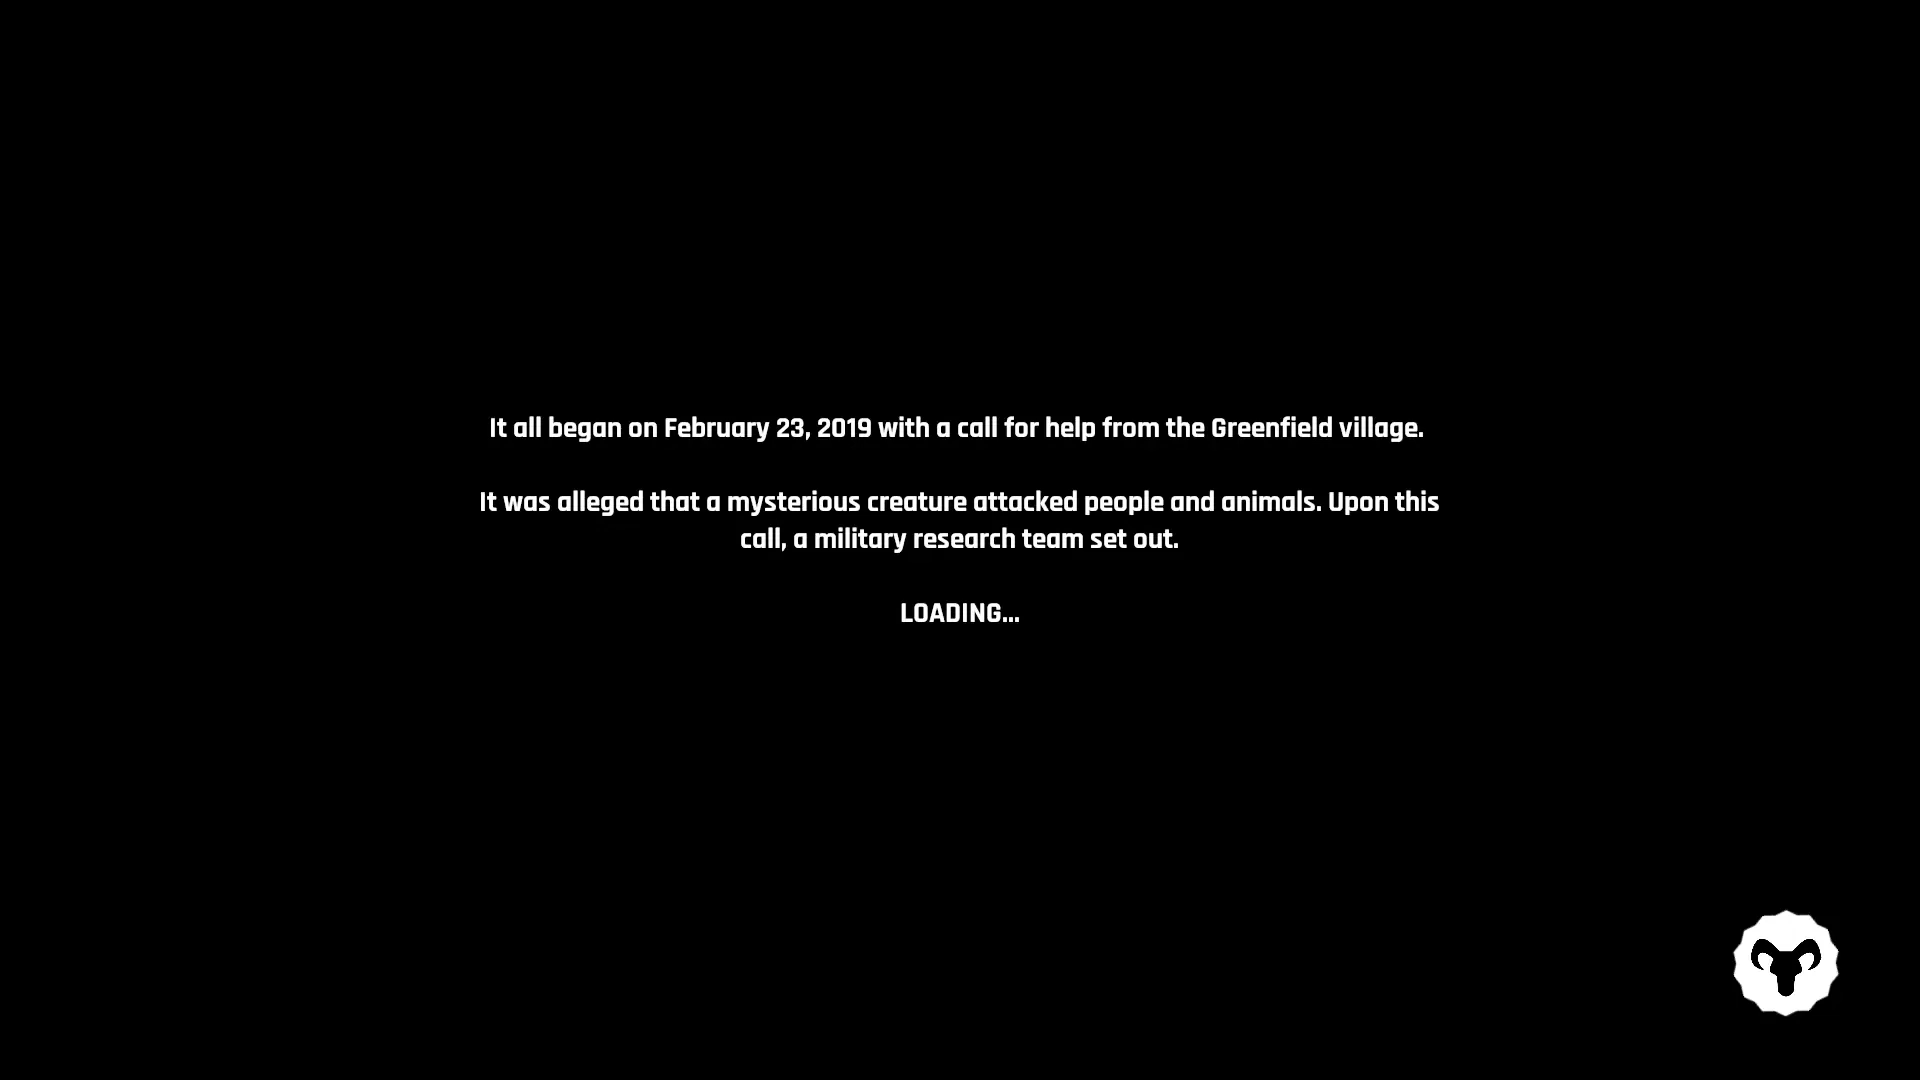 It all began on February 23, 2019 with a call for help from the Greenfield village.
It was alleged that a mysterious creature attacked people and animals. Upon this
call, a military research team set out.
LOADING...